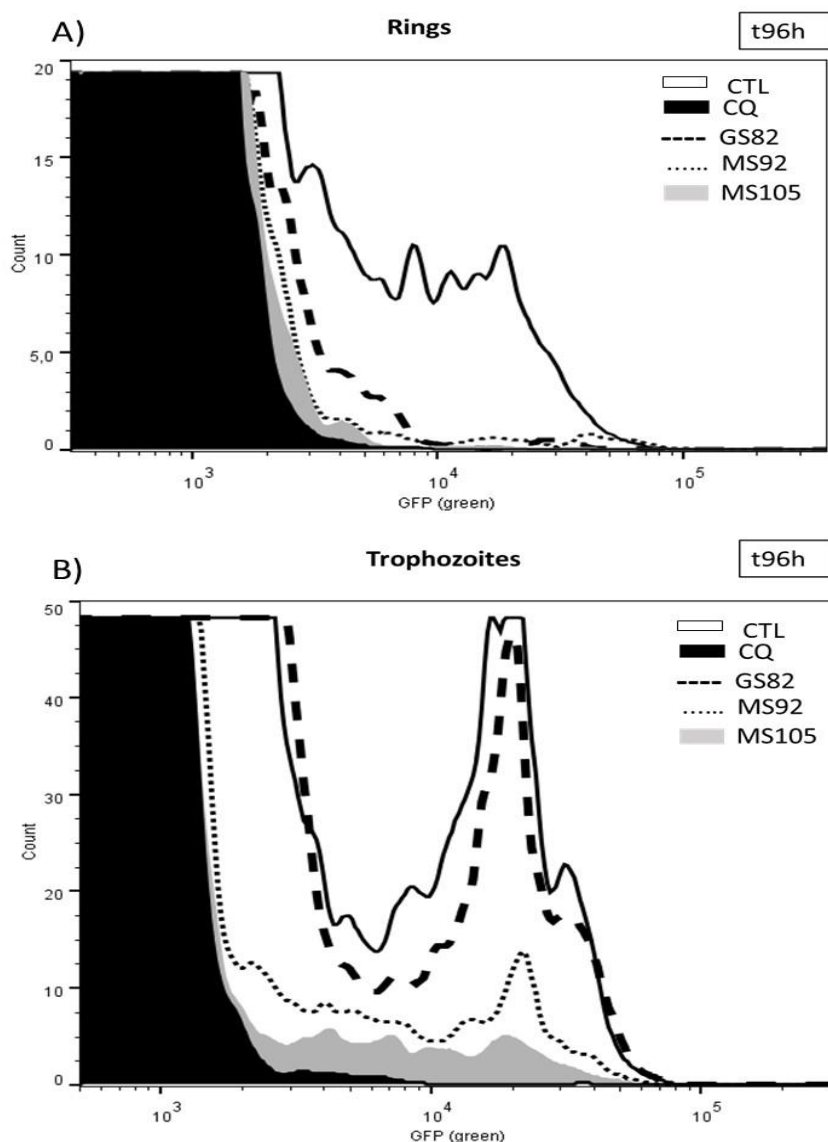 A)
Rings
t96h
20
15
10
5,0
0
Count
CTL
CQ
GS82
MS92
MS105
10³
10⁴
10⁵
GFP (green)
B)
Trophozoites
t96h
50
40
30
20
10
0
Count
CTL
CQ
GS82
MS92
MS105
10³
10⁴
10⁵
GFP (green)